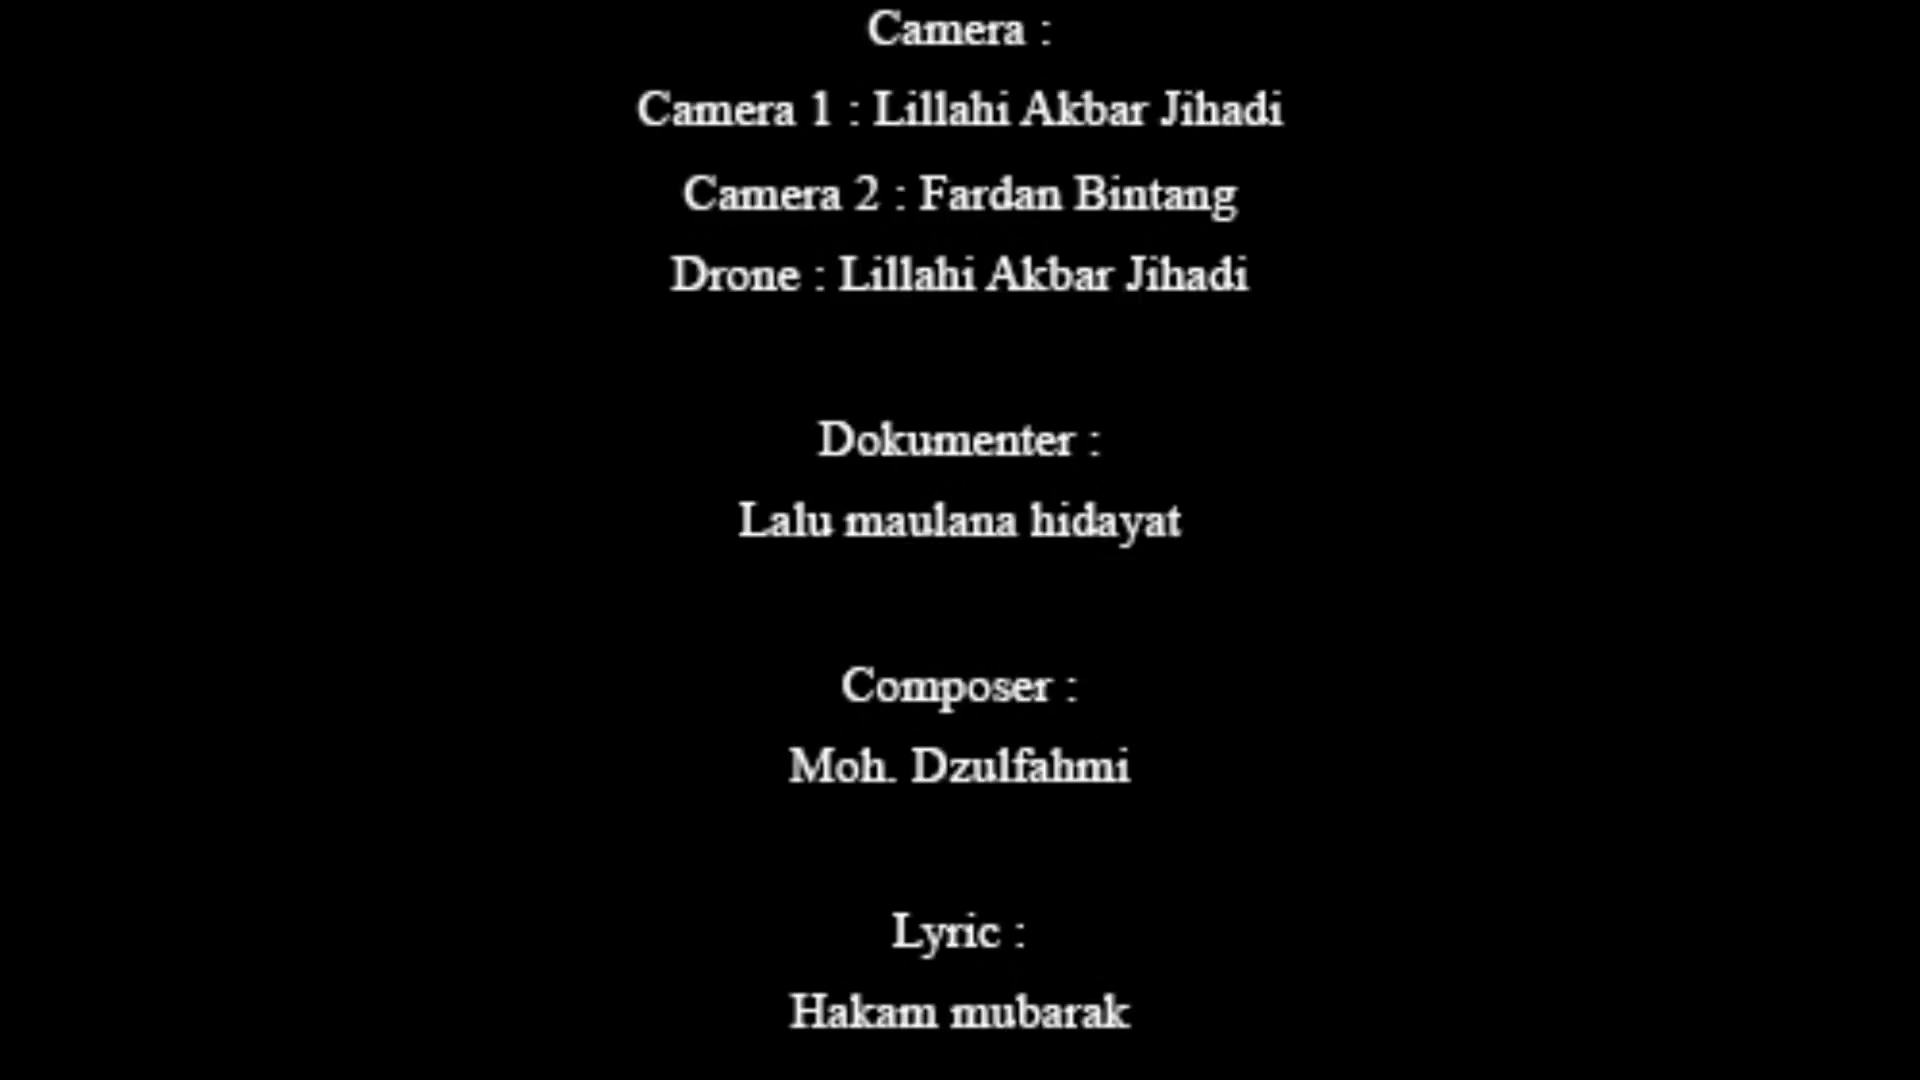 Camera :
Camera 1 : Lillahi Akbar Jihadi
Camera 2 : Fardan Bintang
Drone : Lillahi Akbar Jihadi
Dokumenter :
Lalu maulana hidayat
Composer :
Moh. Dzulfahmi
Lyric :
Hakam mubarak